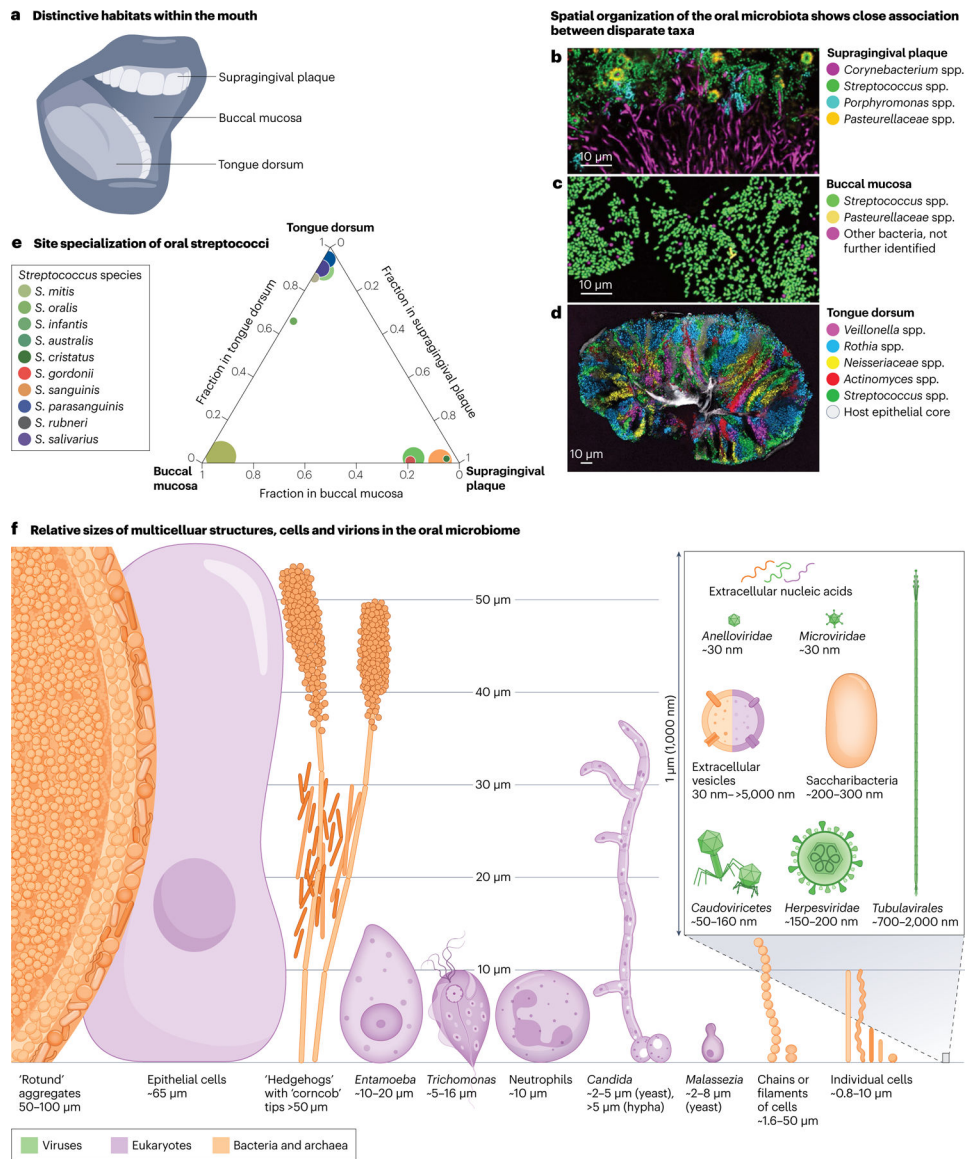 a Distinctive habitats within the mouth
Supragingival plaque
Buccal mucosa
Tongue dorsum
Spatial organization of the oral microbiota shows close association
between disparate taxa
b
10 µm
Supragingival plaque
Corynebacterium spp.
Streptococcus spp.
Porphyromonas spp.
Pasteurellaceae spp.
c
10 µm
Buccal mucosa
Streptococcus spp.
Pasteurellaceae spp.
Other bacteria, not
further identified
d
10 µm
Tongue dorsum
Veillonella spp.
Rothia spp.
Neisseriaceae spp.
Actinomyces spp.
Streptococcus spp.
Host epithelial core
e Site specialization of oral streptococci
Streptococcus species
S. mitis
S. oralis
S. infantis
S. australis
S. cristatus
S. gordonii
S. sanguinis
S. parasanguinis
S. rubneri
S. salivarius
Tongue dorsum
1 0
0.8
0.6
0.4
0.2
0
Fraction in tongue dorsum
0.2
0.4
0.6
0.8
1
Fraction in supragingival plaque
Buccal
mucosa
1 0.8 0.6 0.4 0.2 0
Fraction in buccal mucosa
Supragingival
plaque
f Relative sizes of multicelluar structures, cells and virions in the oral microbiome
50 µm
40 µm
30 µm
20 µm
10 µm
1 µm (1,000 nm)
Extracellular nucleic acids
Anelloviridae
~30 nm
Microviridae
~30 nm
Extracellular
vesicles
30 nm–>5,000 nm
Saccharibacteria
~200–300 nm
Caudoviricetes
~50–160 nm
Herpesviridae
~150–200 nm
Tubulavirales
~700–2,000 nm
'Rotund'
aggregates
50–100 µm
Epithelial cells
~65 µm
'Hedgehogs'
with 'corncob'
tips >50 µm
Entamoeba
~10–20 µm
Trichomonas
~5–16 µm
Neutrophils
~10 µm
Candida
~2–5 µm (yeast),
>5 µm (hypha)
Malassezia
~2–8 µm
(yeast)
Chains or
filaments
of cells
~1.6–50 µm
Individual cells
~0.8–10 µm
Viruses
Eukaryotes
Bacteria and archaea